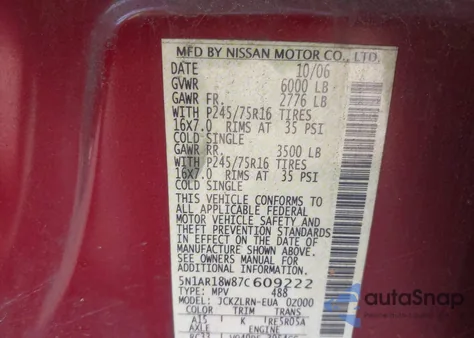 MFD BY NISSAN MOTOR CO., LTD.
DATE 10/06
GVWR 6000 LB
GAWR FR. 2776 LB
WITH P245/75R16 TIRES
16x7.0 RIMS AT 35 PSI
COLD SINGLE
GAWR RR. 3500 LB
WITH P245/75R16 TIRES
16x7.0 RIMS AT 35 PSI
COLD SINGLE
THIS VEHICLE CONFORMS TO
ALL APPLICABLE FEDERAL
MOTOR VEHICLE SAFETY AND
THEFT PREVENTION STANDARDS
IN EFFECT ON THE DATE OF
MANUFACTURE SHOWN ABOVE.
SEE OWNERS MANUAL FOR
ADDITIONAL INFORMATION
5N1AR18W87C609222
TYPE: MPV 488
MODEL: JCKZLRN-EUA 02000
COLOR TRIM TRANS
A15 K RE5R05A
AXLE ENGINE
autoSnap